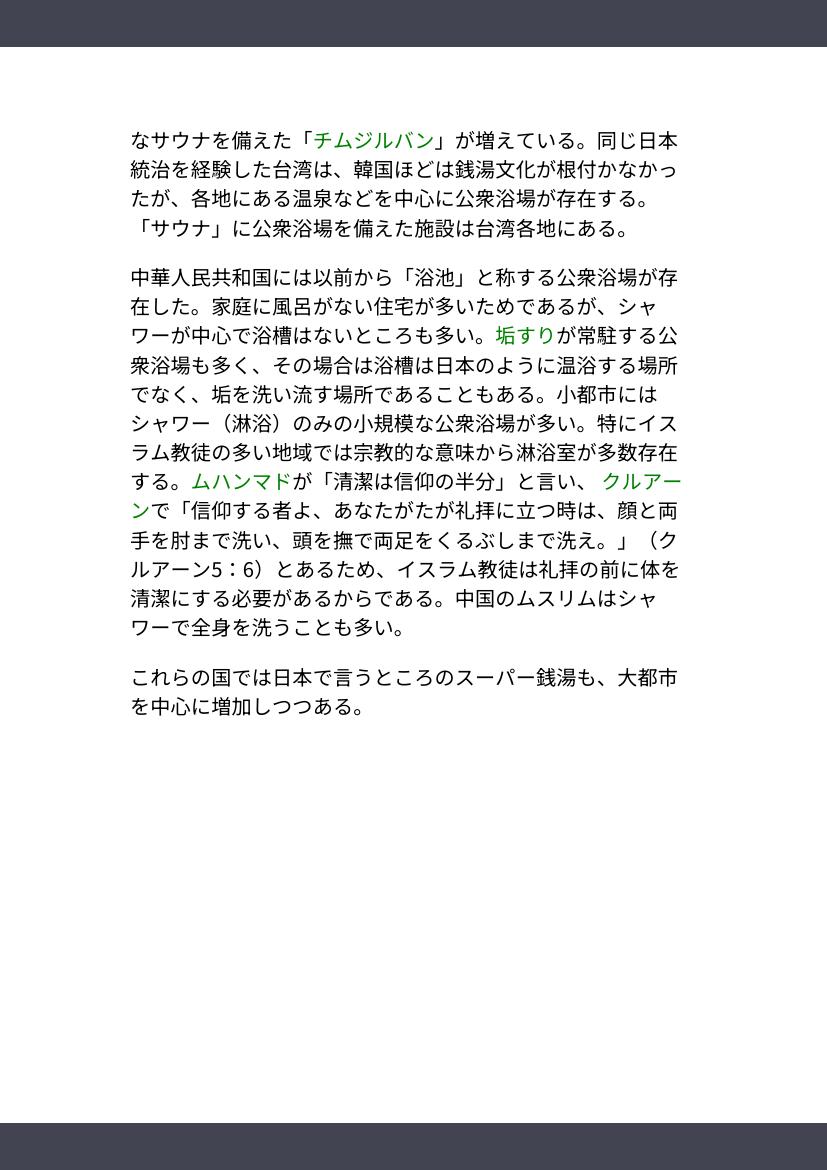 なサウナを備えた「チムジルバン」が増えている。同じ日本
統治を経験した台湾は、韓国ほどは銭湯文化が根付かなかっ
たが、各地にある温泉などを中心に公衆浴場が存在する。
「サウナ」に公衆浴場を備えた施設は台湾各地にある。
中華人民共和国には以前から「浴池」と称する公衆浴場が存
在した。家庭に風呂がない住宅が多いためであるが、シャ
ワーが中心で浴槽はないところも多い。垢すりが常駐する公
衆浴場も多く、その場合は浴槽は日本のように温浴する場所
でなく、垢を洗い流す場所であることもある。小都市には
シャワー（淋浴）のみの小規模な公衆浴場が多い。特にイス
ラム教徒の多い地域では宗教的な意味から淋浴室が多数存在
する。ムハンマドが「清潔は信仰の半分」と言い、 クルアー
ンで「信仰する者よ、あなたがたが礼拝に立つ時は、顔と両
手を肘まで洗い、頭を撫で両足をくるぶしまで洗え。」（ク
ルアーン5：6）とあるため、イスラム教徒は礼拝の前に体を
清潔にする必要があるからである。中国のムスリムはシャ
ワーで全身を洗うことも多い。
これらの国では日本で言うところのスーパー銭湯も、大都市
を中心に増加しつつある。